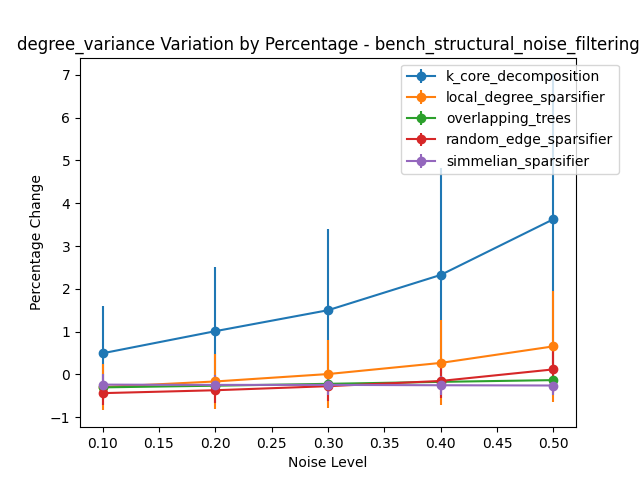 degree_variance Variation by Percentage - bench_structural_noise_filtering
k_core_decomposition
local_degree_sparsifier
overlapping_trees
random_edge_sparsifier
simmelian_sparsifier
Percentage Change
7
6
5
4
3
2
1
0
−1
0.10 0.15 0.20 0.25 0.30 0.35 0.40 0.45 0.50
Noise Level